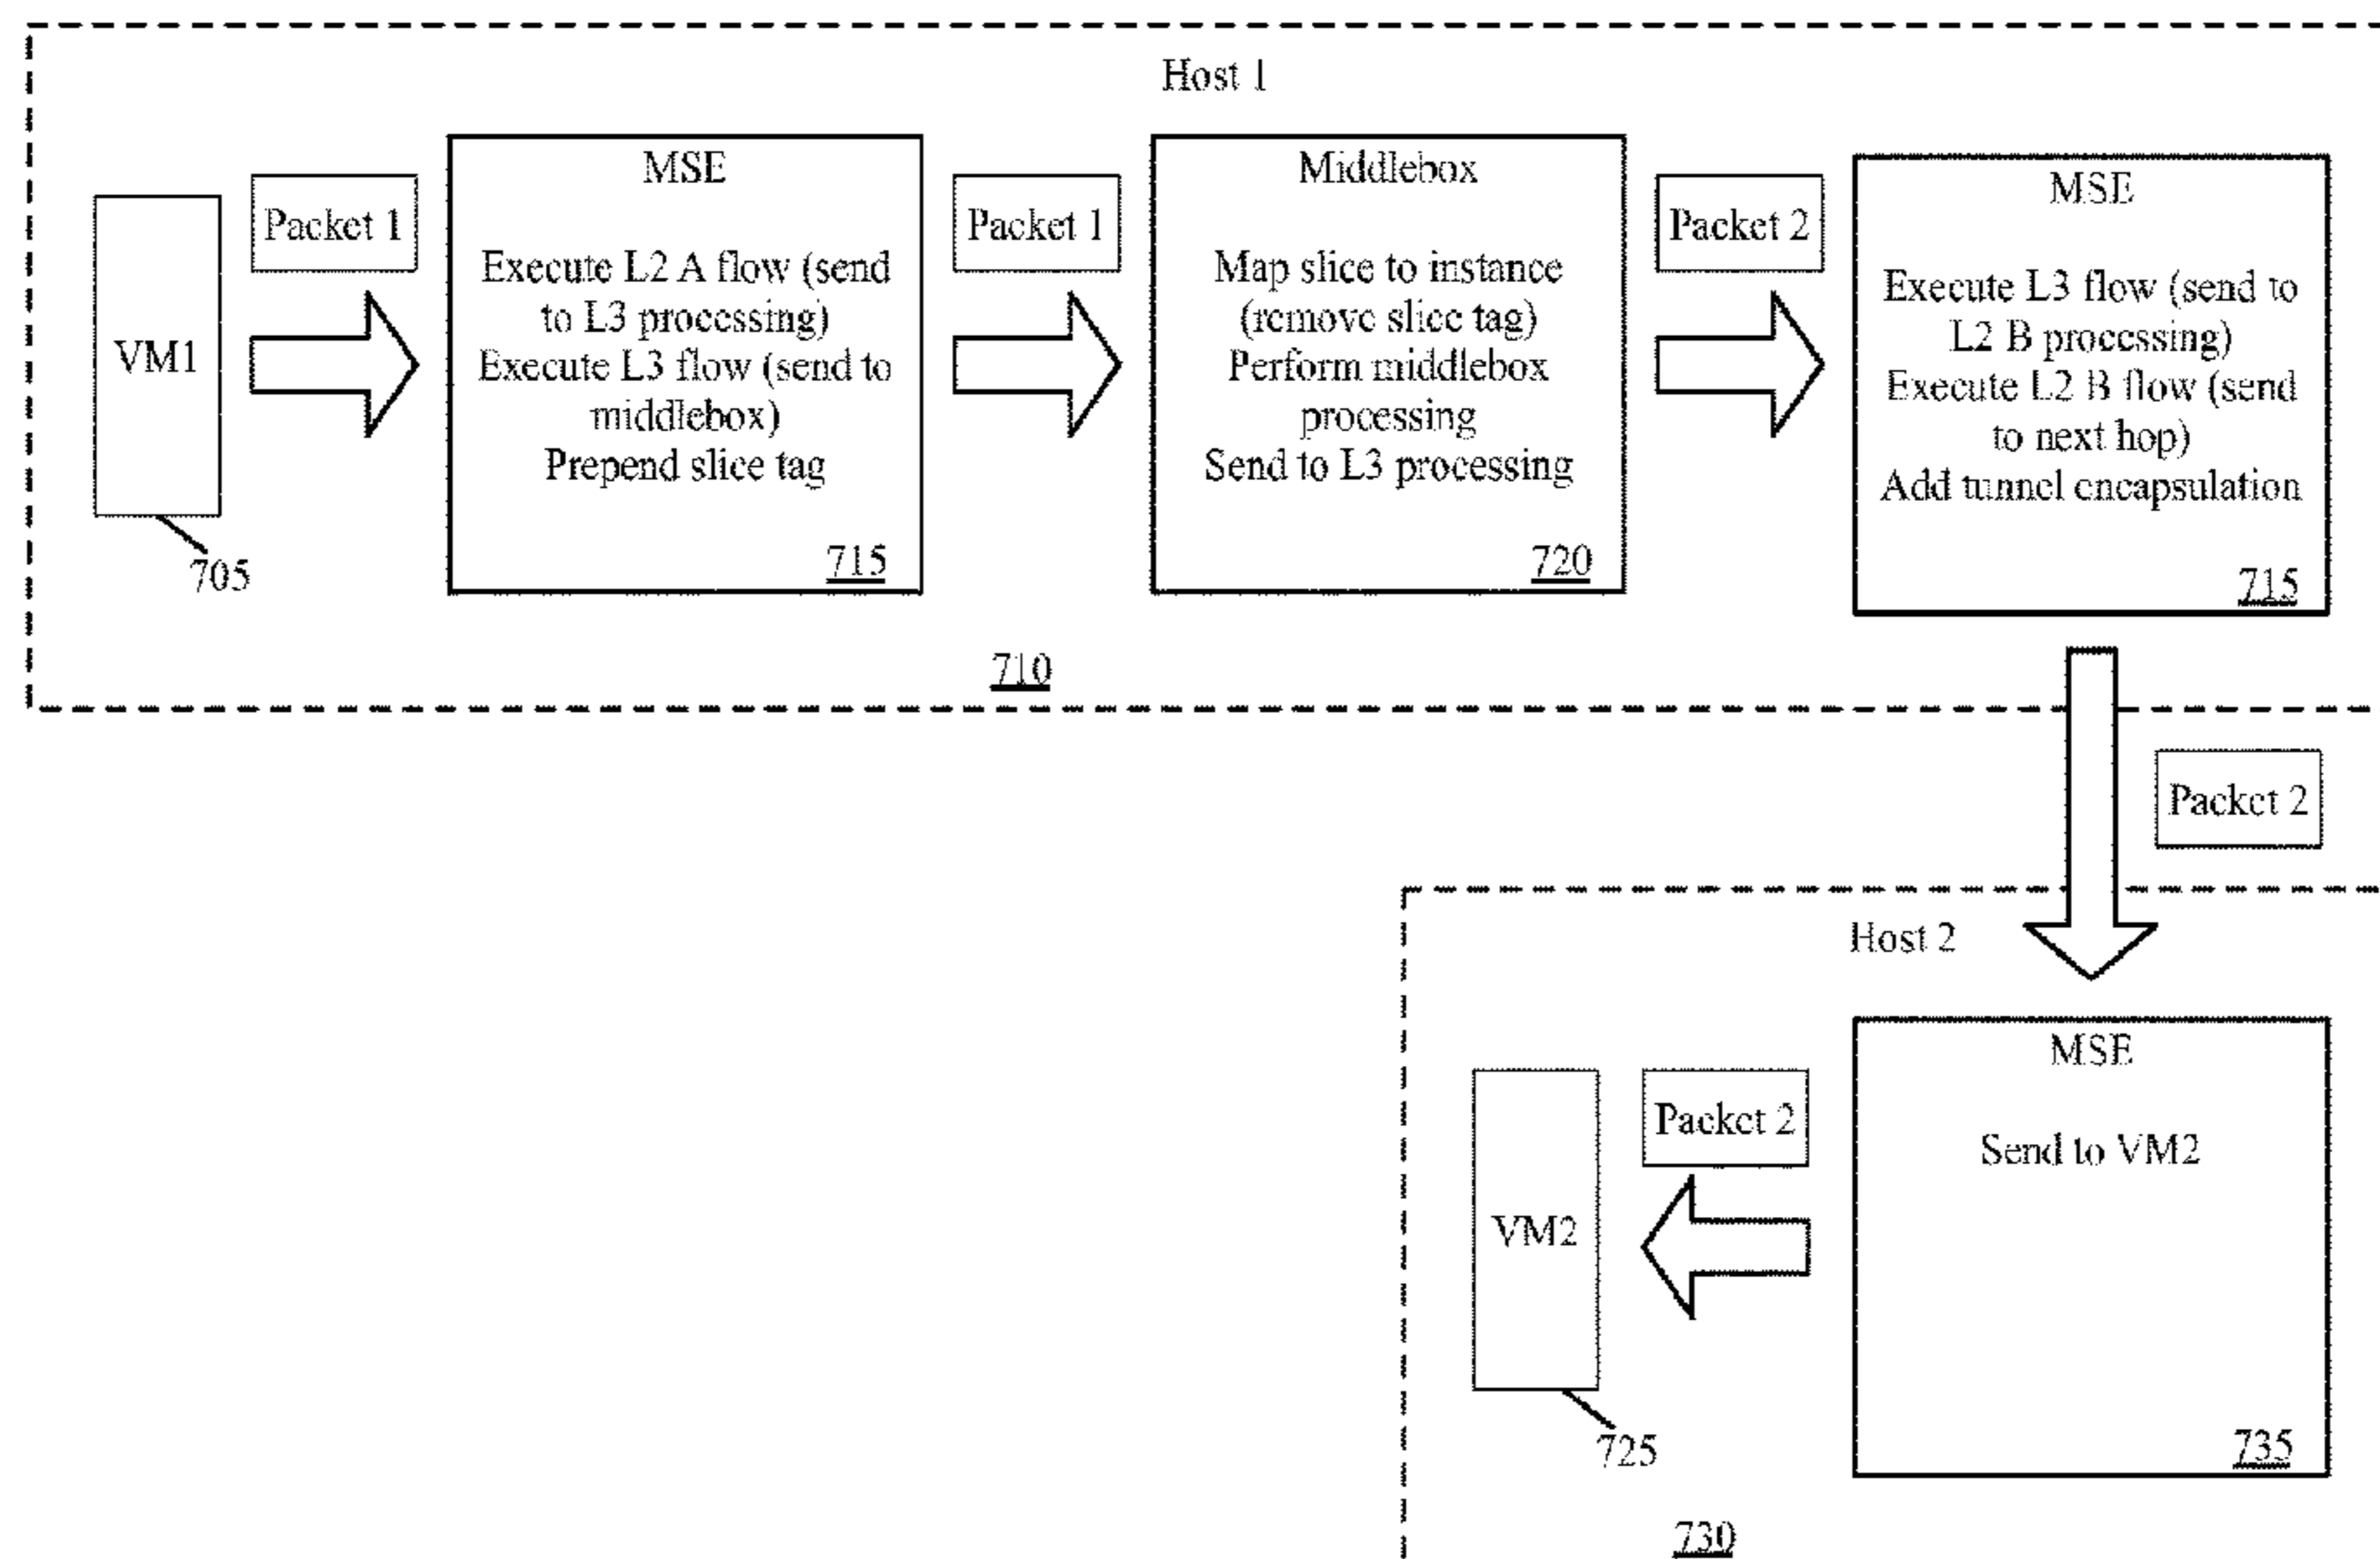 Host 1
VM1
705
Packet 1
MSE
Execute L2 A flow (send
to L3 processing)
Execute L3 flow (send to
middlebox)
Prepend slice tag
715
Packet 1
Middlebox
Map slice to instance
(remove slice tag)
Perform middlebox
processing
Send to L3 processing
720
Packet 2
MSE
Execute L3 flow (send to
L2 B processing)
Execute L2 B flow (send
to next hop)
Add tunnel encapsulation
715
710
Packet 2
Host 2
MSE
Send to VM2
735
Packet 2
VM2
725
730